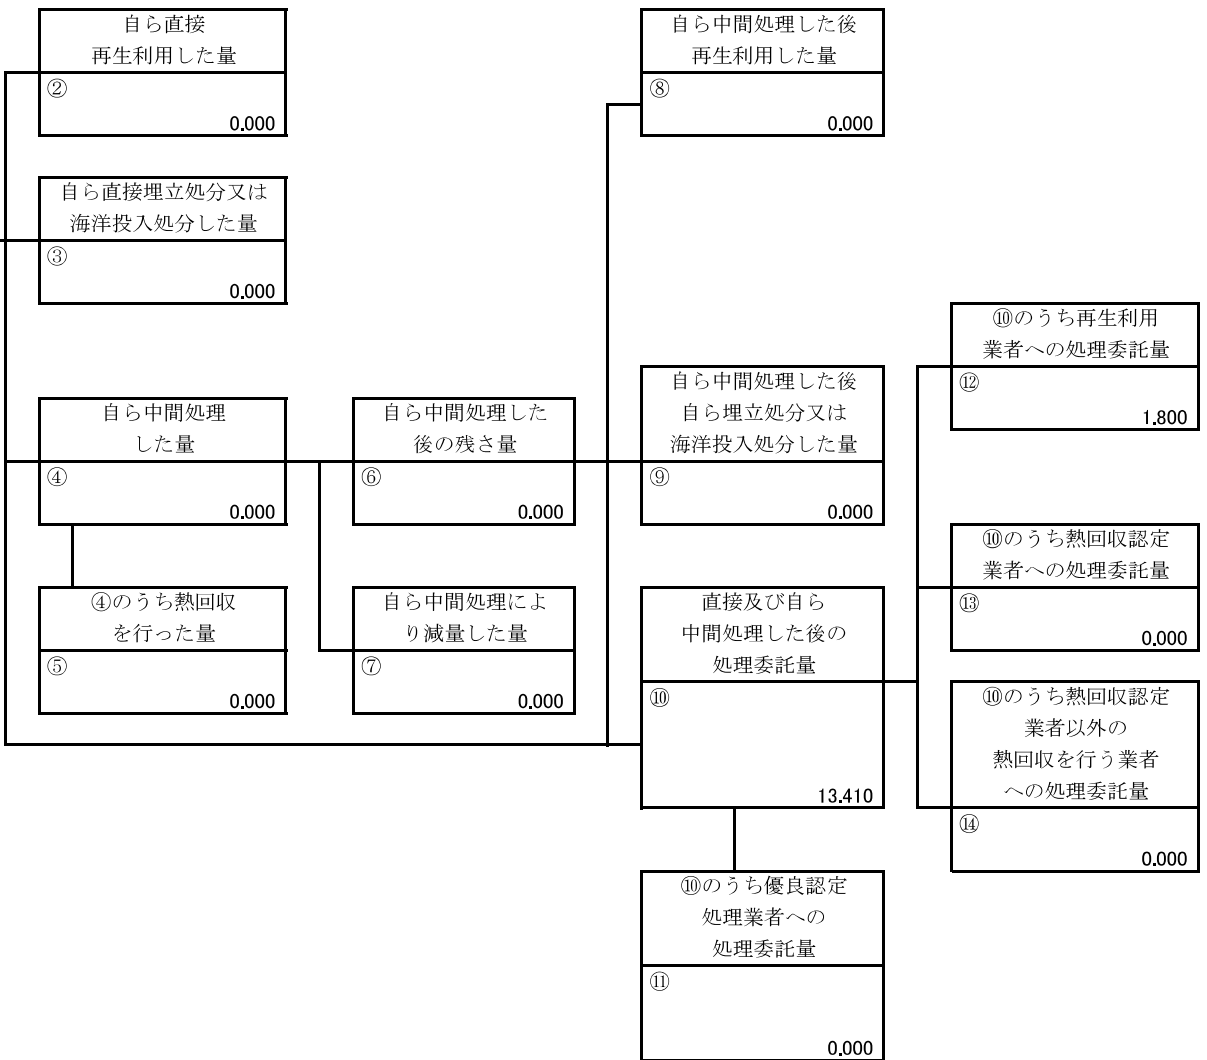 自ら直接
再生利用した量
②
0.000
自ら中間処理した後
再生利用した量
⑧
0.000
自ら直接埋立処分又は
海洋投入処分した量
③
0.000
⑩のうち再生利用
業者への処理委託量
⑫
1.800
自ら中間処理
した量
④
0.000
自ら中間処理した
後の残さ量
⑥
0.000
自ら中間処理した後
自ら埋立処分又は
海洋投入処分した量
⑨
0.000
⑩のうち熱回収認定
業者への処理委託量
⑬
0.000
④のうち熱回収
を行った量
⑤
0.000
自ら中間処理によ
り減量した量
⑦
0.000
直接及び自ら
中間処理した後の
処理委託量
⑩
13.410
⑩のうち熱回収認定
業者以外の
熱回収を行う業者
への処理委託量
⑭
0.000
⑩のうち優良認定
処理業者への
処理委託量
⑪
0.000